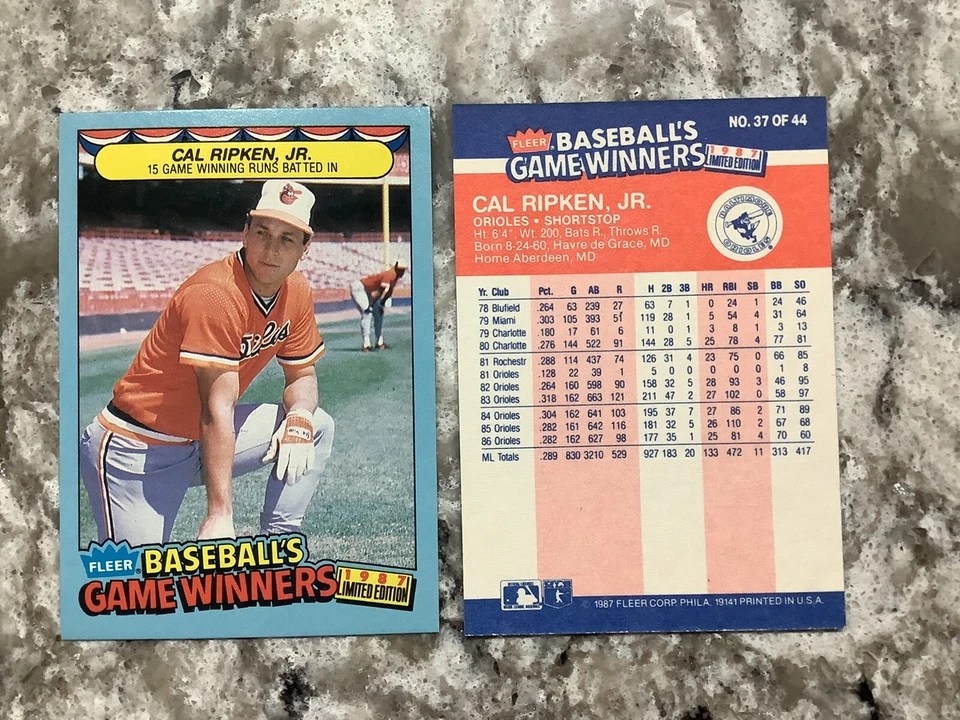 CAL RIPKEN, JR.
15 GAME WINNING RUNS BATTED IN
FLEER
BASEBALL'S
GAME WINNERS
1987
LIMITED EDITION
NO. 37 OF 44
FLEER
BASEBALL'S
GAME WINNERS
1987
LIMITED EDITION
CAL RIPKEN, JR.
ORIOLES • SHORTSTOP
Ht. 6'4", Wt. 200, Bats R., Throws R.
Born 8-24-60, Havre de Grace, MD
Home Aberdeen, MD
Yr. Club Pct. G AB R H 2B 3B HR RBI SB BB SO
78 Blufield .264 63 239 27 63 7 1 0 24 1 24 46
79 Miami .303 105 393 51 119 28 1 5 54 4 31 64
79 Charlotte .180 17 61 6 11 0 1 3 8 1 3 13
80 Charlotte .276 144 522 91 144 28 5 25 78 4 77 81
81 Rochestr .288 114 437 74 126 31 4 23 75 0 66 85
81 Orioles .128 22 39 1 5 0 0 0 0 0 1 8
82 Orioles .264 160 598 90 158 32 5 28 93 3 46 95
83 Orioles .318 162 663 121 211 47 2 27 102 0 58 97
84 Orioles .304 162 641 103 195 37 7 27 86 2 71 89
85 Orioles .282 161 642 116 181 32 5 26 110 2 67 68
86 Orioles .282 162 627 98 177 35 1 25 81 4 70 60
ML Totals .289 830 3210 529 927 183 20 133 472 11 313 417
© 1987 FLEER CORP. PHILA. 19141 PRINTED IN U.S.A.